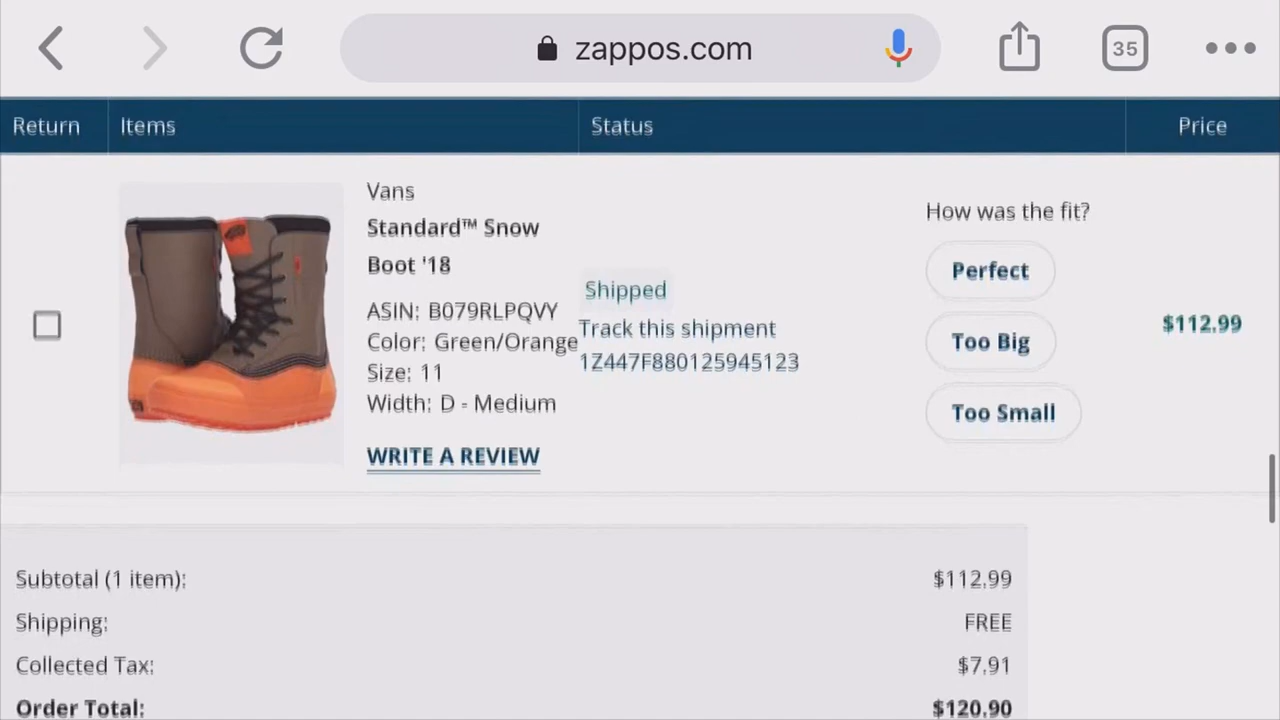 zappos.com
35
Return
Items
Status
Price
Vans
Standard™ Snow
Boot '18
ASIN: B079RLPQVY
Color: Green/Orange
Size: 11
Width: D - Medium
WRITE A REVIEW
Shipped
Track this shipment
1Z447F880125945123
How was the fit?
Perfect
Too Big
Too Small
$112.99
Subtotal (1 item): $112.99
Shipping: FREE
Collected Tax: $7.91
Order Total: $120.90